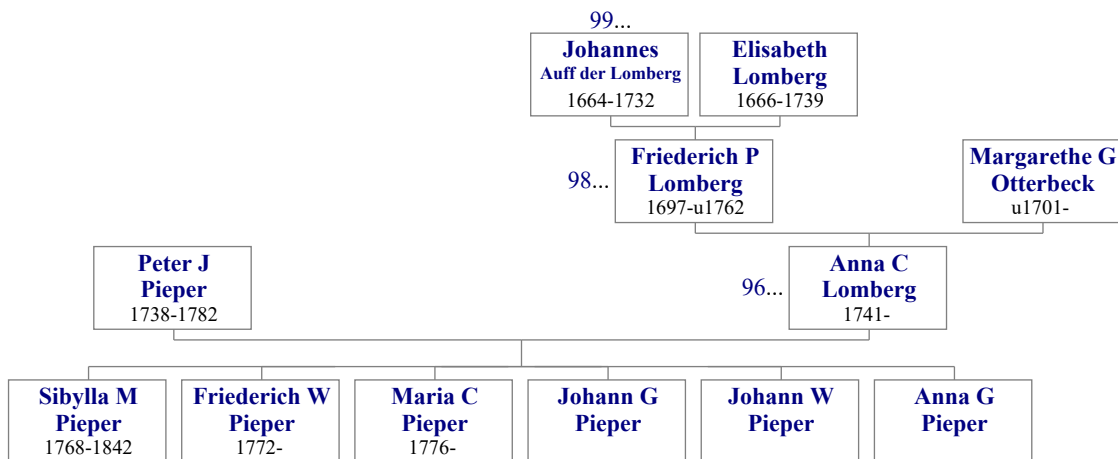 99...
Johannes
Auff der Lomberg
1664-1732
Elisabeth
Lomberg
1666-1739
98...
Friederich P
Lomberg
1697-u1762
Margarethe G
Otterbeck
u1701-
Peter J
Pieper
1738-1782
96...
Anna C
Lomberg
1741-
Sibylla M
Pieper
1768-1842
Friederich W
Pieper
1772-
Maria C
Pieper
1776-
Johann G
Pieper
Johann W
Pieper
Anna G
Pieper